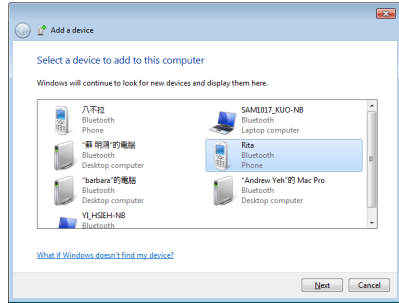 Add a device
Select a device to add to this computer
Windows will continue to look for new devices and display them here.
八不拉
Bluetooth
Phone
SAM1017_KUO-NB
Bluetooth
Laptop computer
"蘇 明鴻"的電腦
Bluetooth
Desktop computer
Rita
Bluetooth
Phone
"barbara"的電腦
Bluetooth
Desktop computer
"Andrew Yeh"的 Mac Pro
Bluetooth
Desktop computer
YI_HSIEH-NB
Bluetooth
What if Windows doesn't find my device?
Next
Cancel